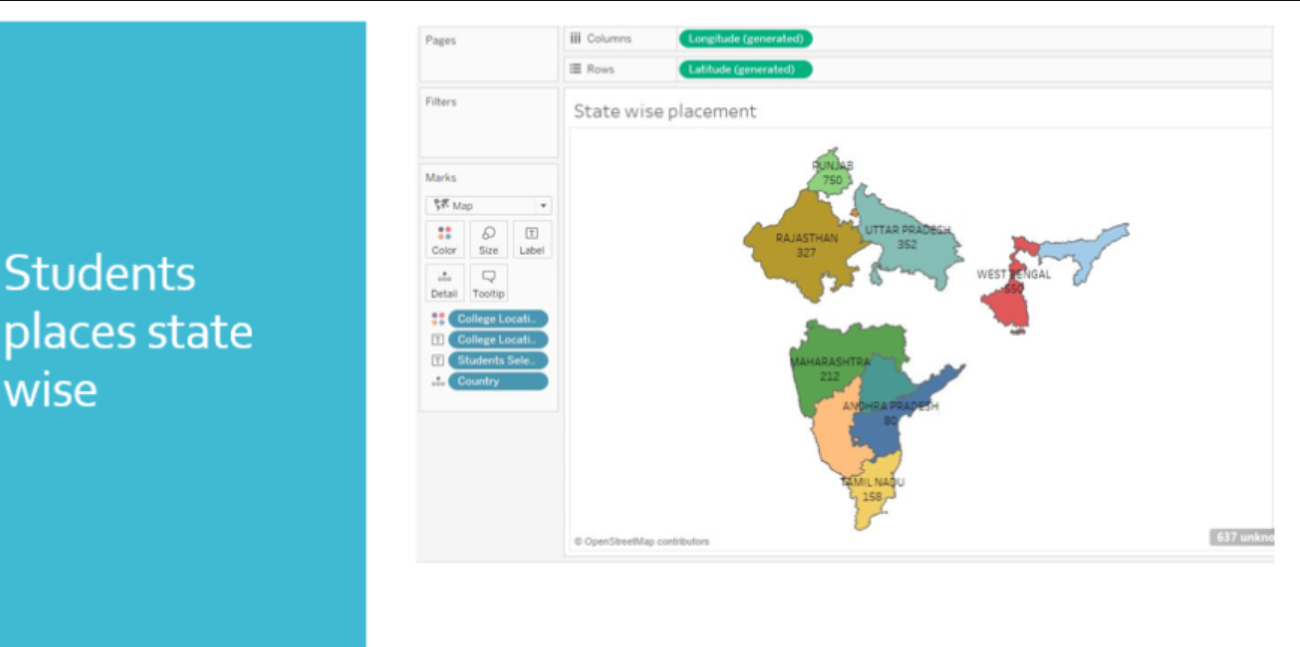 Students
places state
wise
Pages
Filters
Marks
Map
Color
Size
Label
Detail
Tooltip
College Locati..
College Locati..
Students Sele..
Country
Columns
Longitude (generated)
Rows
Latitude (generated)
State wise placement
PUNJAB
750
RAJASTHAN
327
UTTAR PRADESH
352
WEST BENGAL
550
MAHARASHTRA
212
ANDHRA PRADESH
80
TAMIL NADU
158
© OpenStreetMap contributors
637 unkno